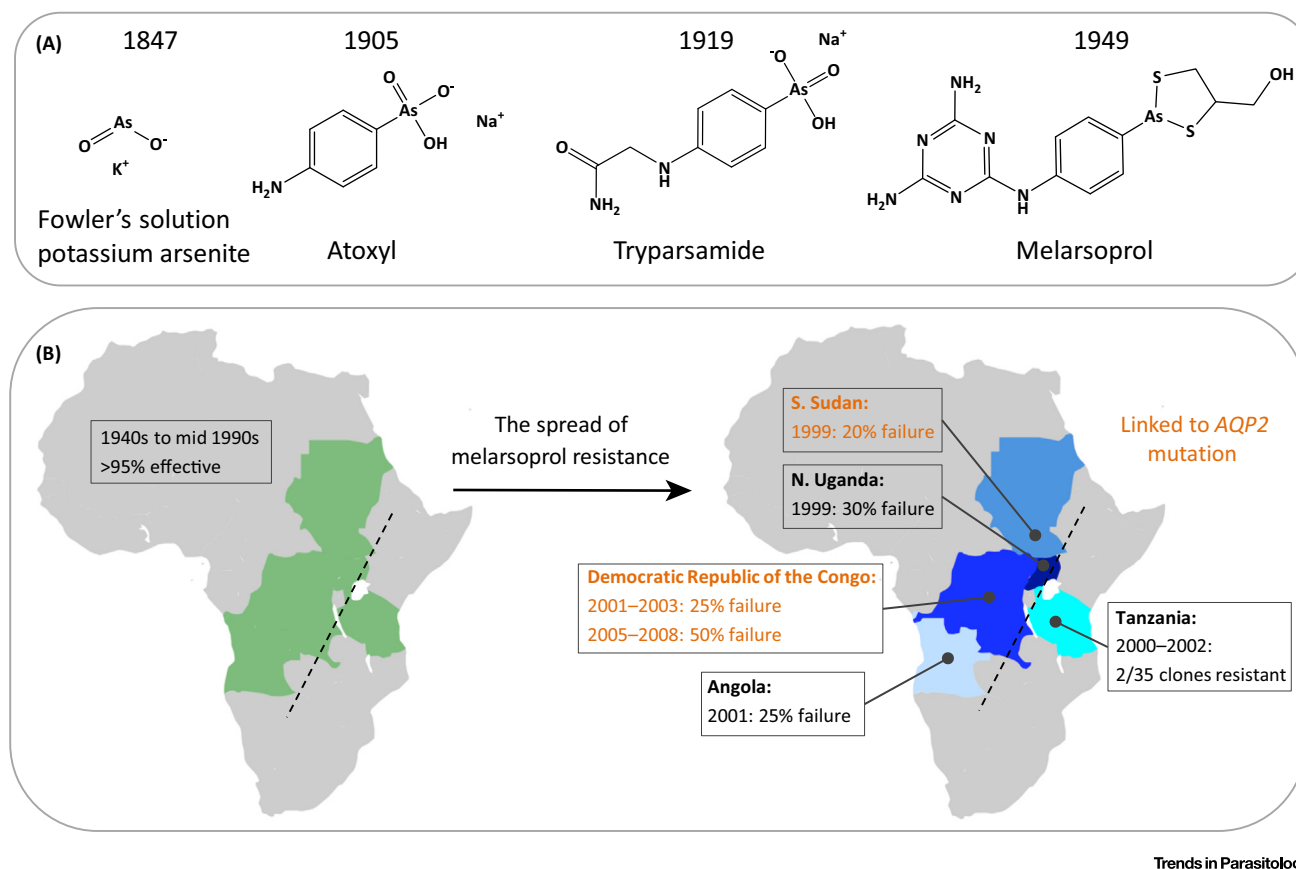 (A)
1847
1905
1919
1949
As
O
O-
K+
Fowler's solution
potassium arsenite
O
O-
As
OH
Na+
H2N
Atoxyl
Na+
-O
O
As
OH
O
N
H
NH2
Tryparsamide
NH2
N
N
H2N
N
N
H
As
S
S
OH
Melarsoprol
(B)
1940s to mid 1990s
>95% effective
The spread of
melarsoprol resistance
S. Sudan:
1999: 20% failure
Linked to AQP2
mutation
N. Uganda:
1999: 30% failure
Democratic Republic of the Congo:
2001–2003: 25% failure
2005–2008: 50% failure
Tanzania:
2000–2002:
2/35 clones resistant
Angola:
2001: 25% failure
Trends in Parasitolo